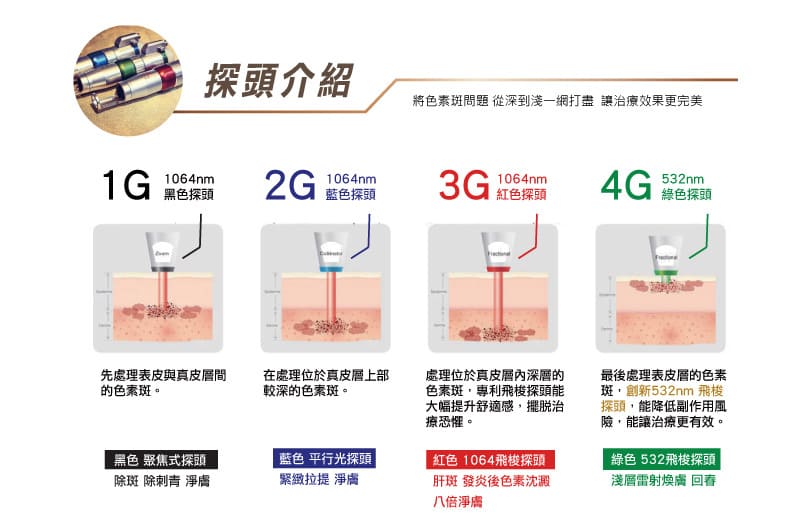 探頭介紹
將色素斑問題 從深到淺一網打盡 讓治療效果更完美
1G 1064nm
黑色探頭
2G 1064nm
藍色探頭
3G 1064nm
紅色探頭
4G 532nm
綠色探頭
Zoom
Collimator
Fractional
Fractional
先處理表皮與真皮層間
的色素斑。
在處理位於真皮層上部
較深的色素斑。
處理位於真皮層內深層的
色素斑，專利飛梭探頭能
大幅提升舒適感，擺脱治
療恐懼。
最後處理表皮層的色素
斑，創新532nm 飛梭
探頭，能降低副作用風
險，能讓治療更有效。
黑色 聚焦式探頭
除斑 除刺青 淨膚
藍色 平行光探頭
緊緻拉提 淨膚
紅色 1064飛梭探頭
肝斑 發炎後色素沈澱
八倍淨膚
綠色 532飛梭探頭
淺層雷射煥膚 回春